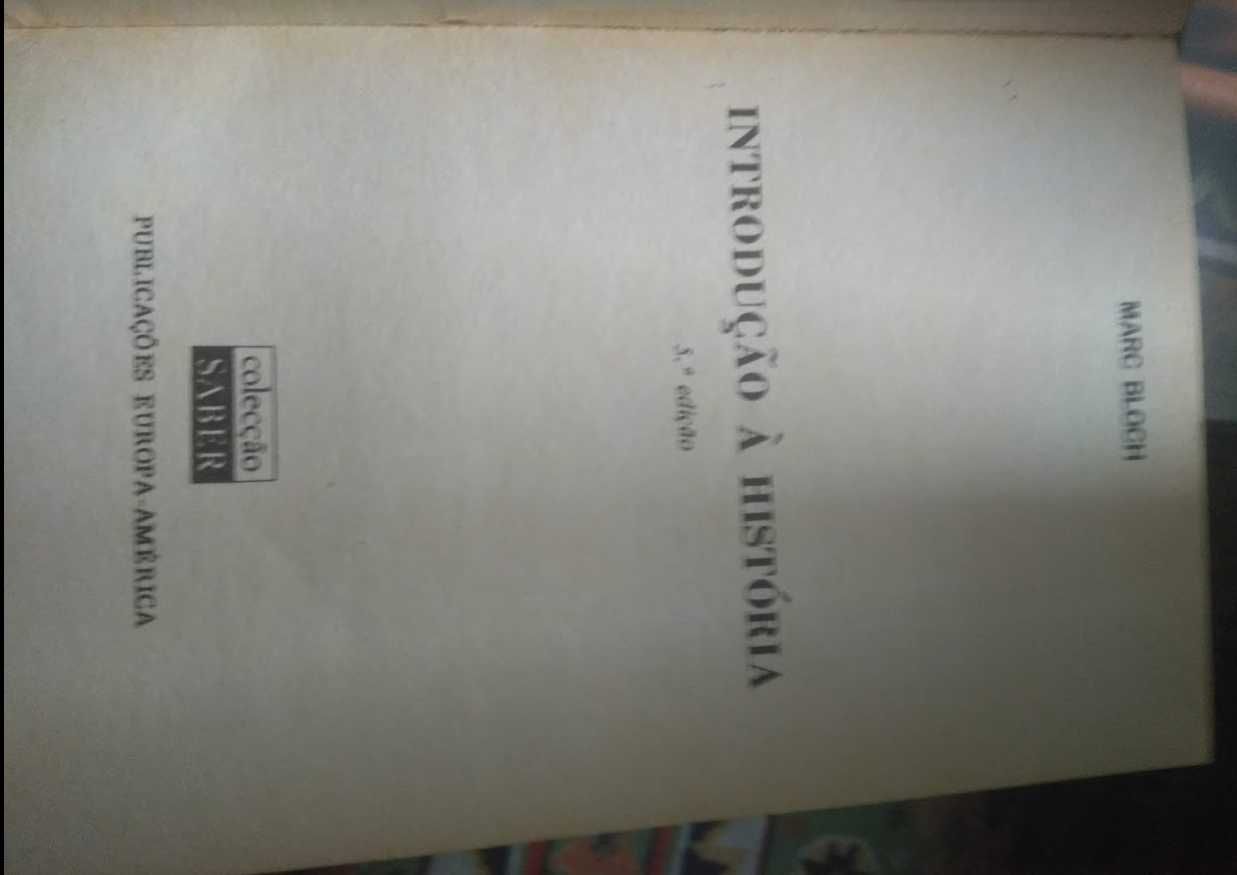 MARC BLOCH
INTRODUÇÃO À HISTÓRIA
5.ª edição
colecção
SABER
PUBLICAÇÕES EUROPA-AMÉRICA